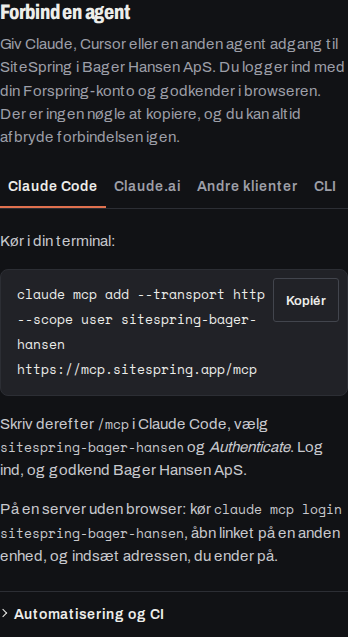 Forbind en agent
Giv Claude, Cursor eller en anden agent adgang til
SiteSpring i Bager Hansen ApS. Du logger ind med
din Forspring-konto og godkender i browseren.
Der er ingen nøgle at kopiere, og du kan altid
afbryde forbindelsen igen.
Claude Code Claude.ai Andre klienter CLI
Kør i din terminal:
claude mcp add --transport http
Kopiér
--scope user sitespring-bager-
hansen
https://mcp.sitespring.app/mcp
Skriv derefter /mcp i Claude Code, vælg
sitespring-bager-hansen og Authenticate. Log
ind, og godkend Bager Hansen ApS.
På en server uden browser: kør claude mcp login
sitespring-bager-hansen, åbn linket på en anden
enhed, og indsæt adressen, du ender på.
Automatisering og CI